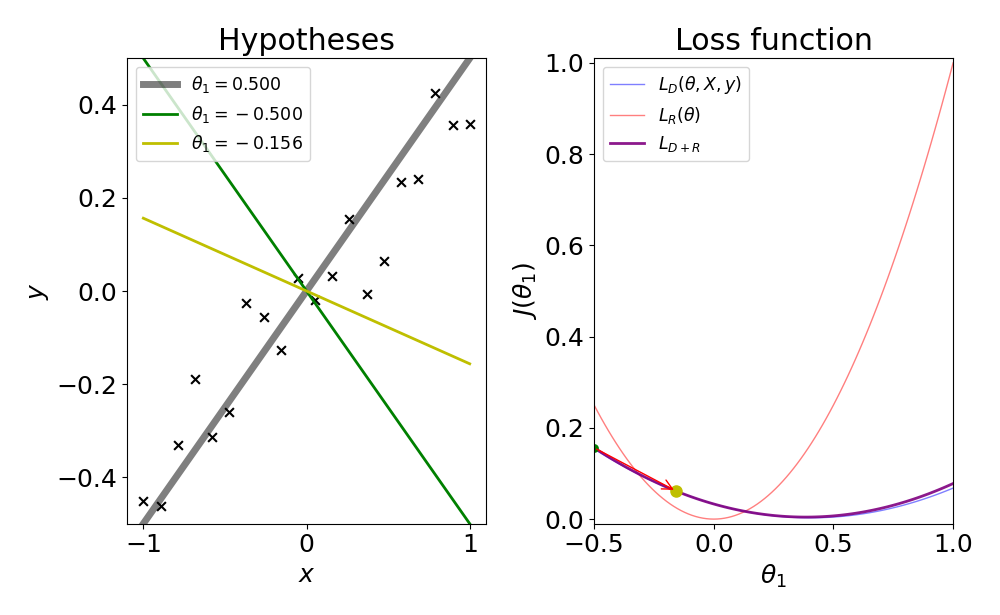 Hypotheses
θ₁ = 0.500
θ₁ = −0.500
θ₁ = −0.156
0.4
0.2
0.0
−0.2
−0.4
y
−1
0
1
x
Loss function
L_D(θ, X, y)
L_R(θ)
L_{D+R}
1.0
0.8
0.6
0.4
0.2
0.0
J(θ₁)
−0.5
0.0
0.5
1.0
θ₁